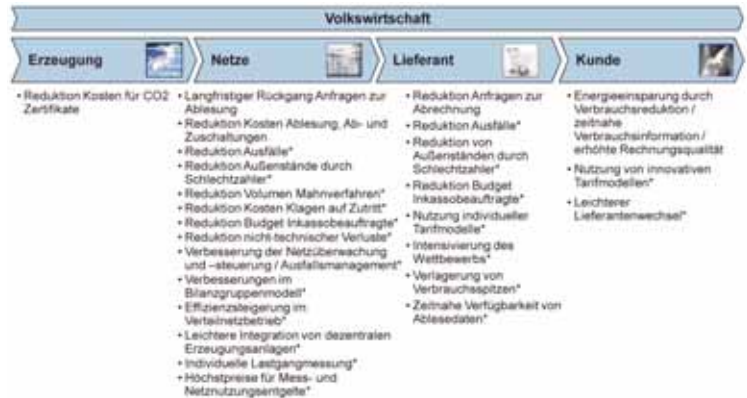 Volkswirtschaft
Erzeugung
Netze
Lieferant
Kunde
• Reduktion Kosten für CO2
Zertifikate
• Langfristiger Rückgang Anfragen zur
Ablesung
• Reduktion Kosten Ablesung, Ab- und
Zuschaltungen
• Reduktion Ausfälle*
• Reduktion Außenstände durch
Schlechtzahler*
• Reduktion Volumen Mahnverfahren*
• Reduktion Kosten Klagen auf Zutritt*
• Reduktion Budget Inkassobeauftragte*
• Reduktion nicht-technischer Verluste*
• Verbesserung der Netzüberwachung
und –steuerung / Ausfallsmanagement*
• Verbesserungen im
Bilanzgruppenmodell*
• Effizienzsteigerung im
Verteilnetzbetrieb*
• Leichtere Integration von dezentralen
Erzeugungsanlagen*
• Individuelle Lastgangmessung*
• Höchstpreise für Mess- und
Netznutzungsentgelte*
• Reduktion Anfragen zur
Abrechnung
• Reduktion Ausfälle*
• Reduktion von
Außenständen durch
Schlechtzahler*
• Reduktion Budget
Inkassobeauftragte*
• Nutzung individueller
Tarifmodelle*
• Intensivierung des
Wettbewerbs*
• Verlagerung von
Verbrauchsspitzen*
• Zeitnahe Verfügbarkeit von
Ablesedaten*
• Energieeinsparung durch
Verbrauchsreduktion /
zeitnahe
Verbrauchsinformation /
erhöhte Rechnungsqualität
• Nutzung von innovativen
Tarifmodellen*
• Leichterer
Lieferantenwechsel*